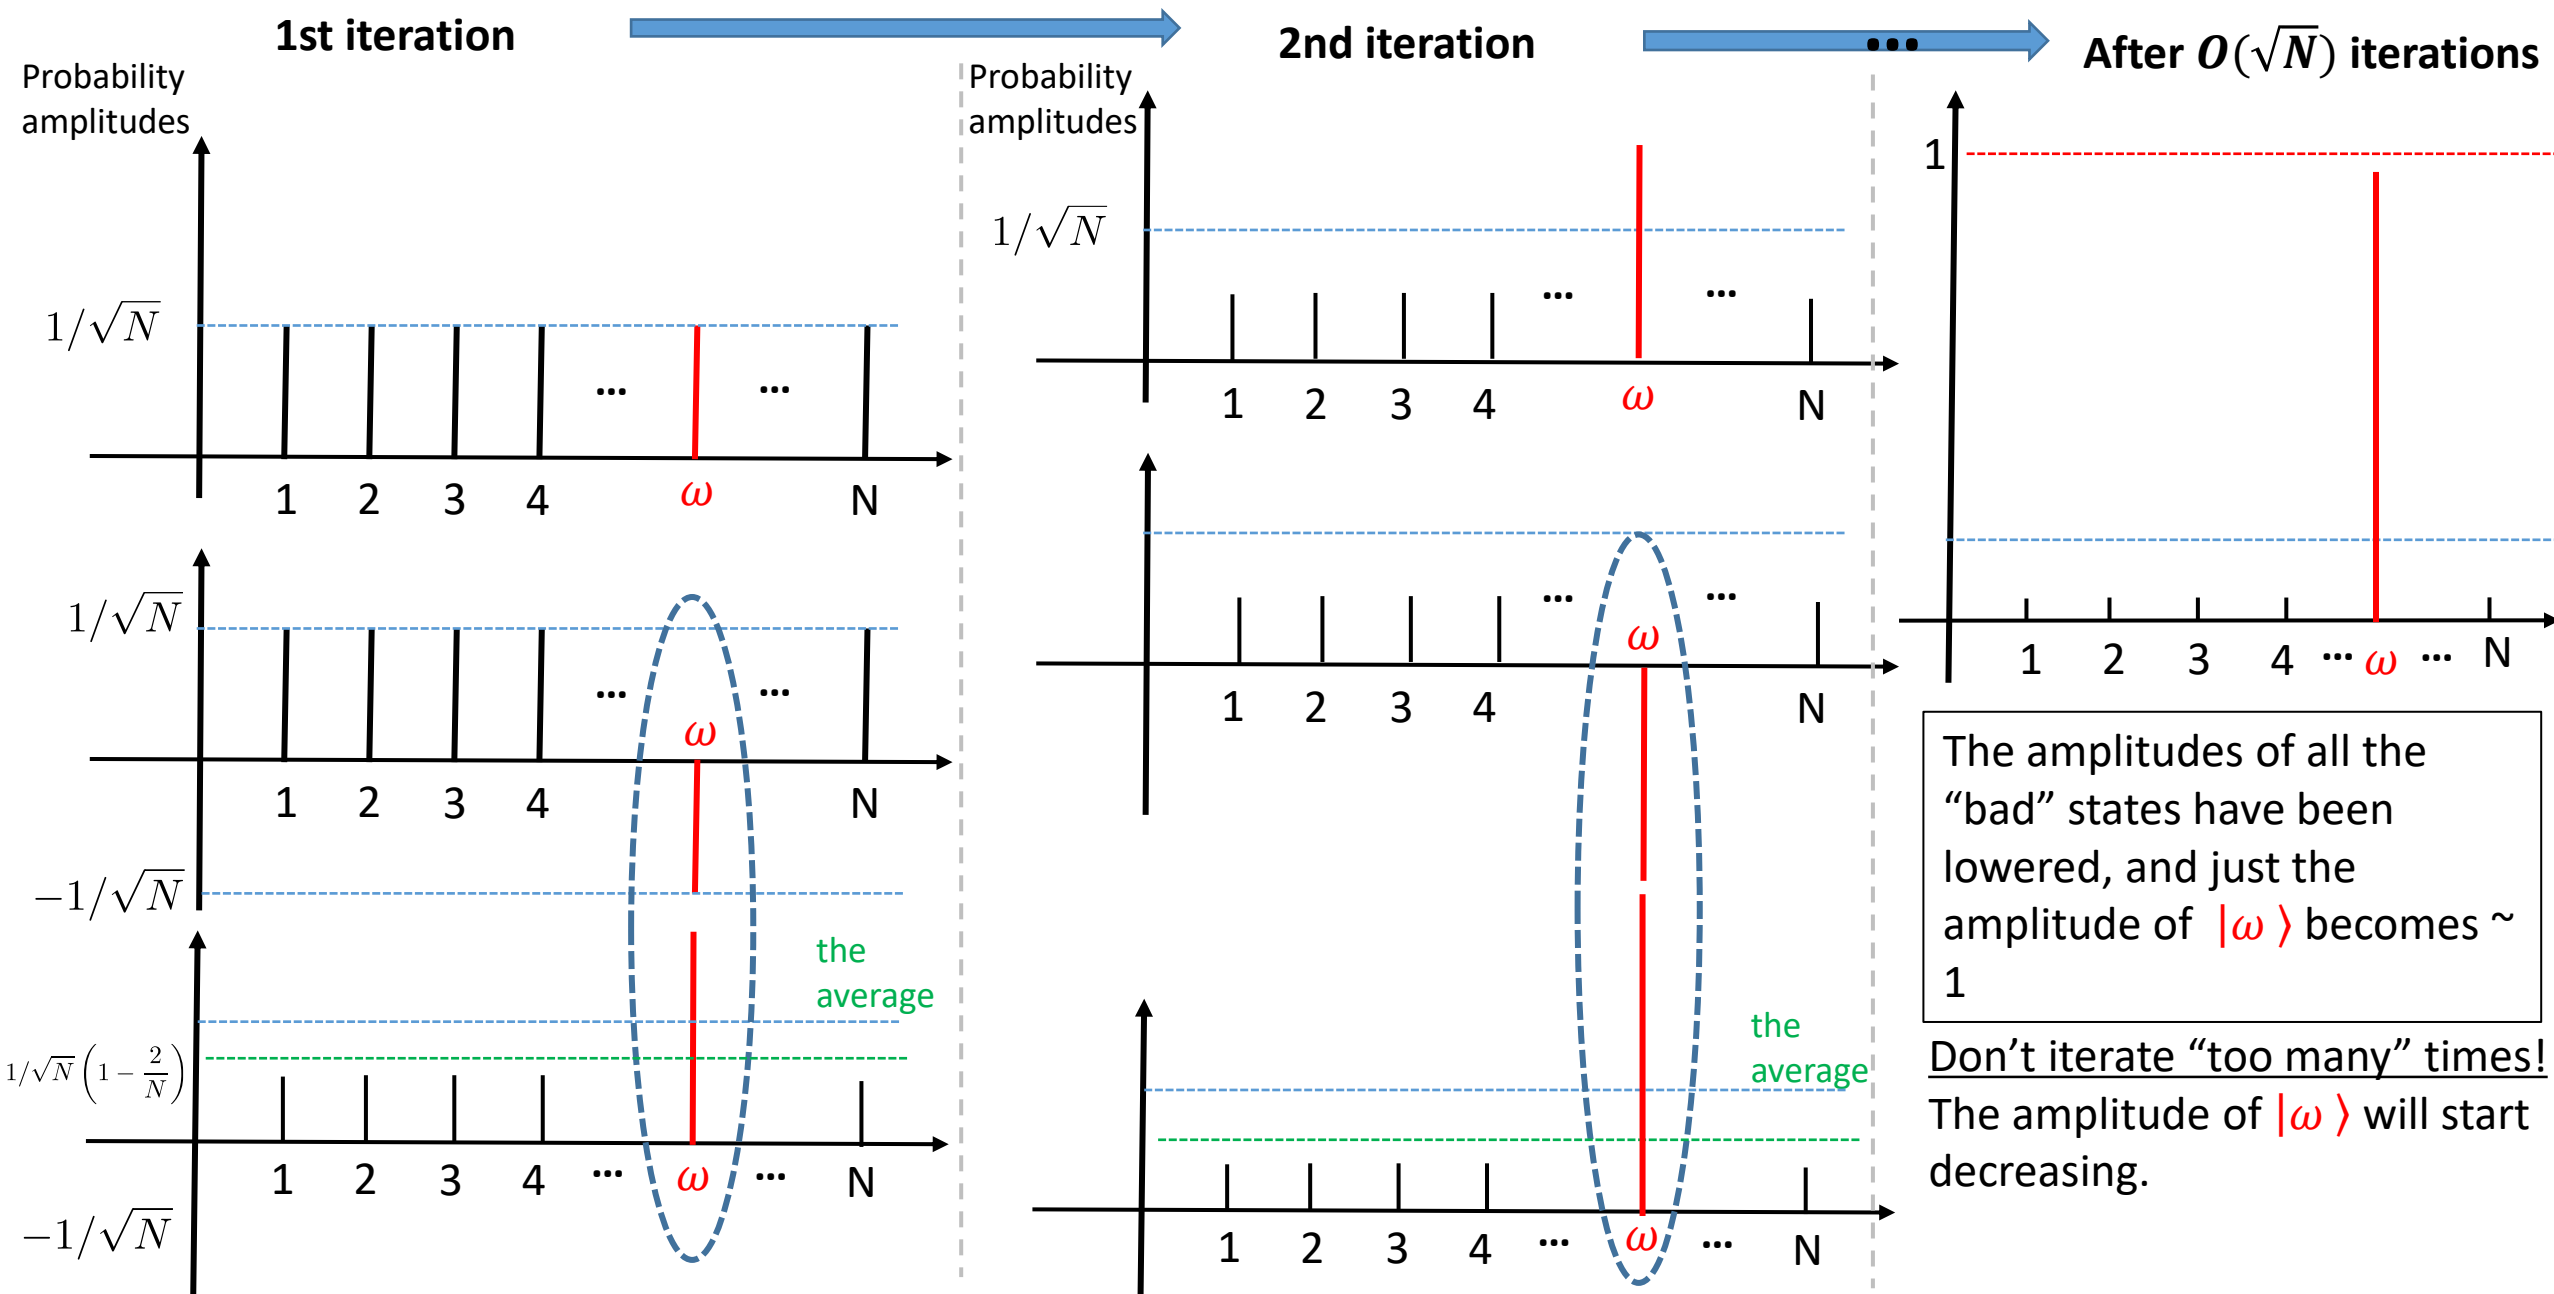 1st iteration
Probability
amplitudes
1/√N
... ...
1 2 3 4 ω N
1/√N
... ...
ω
1 2 3 4 N
−1/√N
the
average
1/√N (1 − 2/N)
1 2 3 4 ... ω ... N
−1/√N
2nd iteration
Probability
amplitudes
1/√N
... ...
1 2 3 4 ω N
... ...
ω
1 2 3 4 N
the
average
1 2 3 4 ... ω ... N
...
After O(√N) iterations
1
1 2 3 4 ... ω ... N
The amplitudes of all the
“bad” states have been
lowered, and just the
amplitude of |ω ⟩ becomes ~
1
Don’t iterate “too many” times!
The amplitude of |ω ⟩ will start
decreasing.